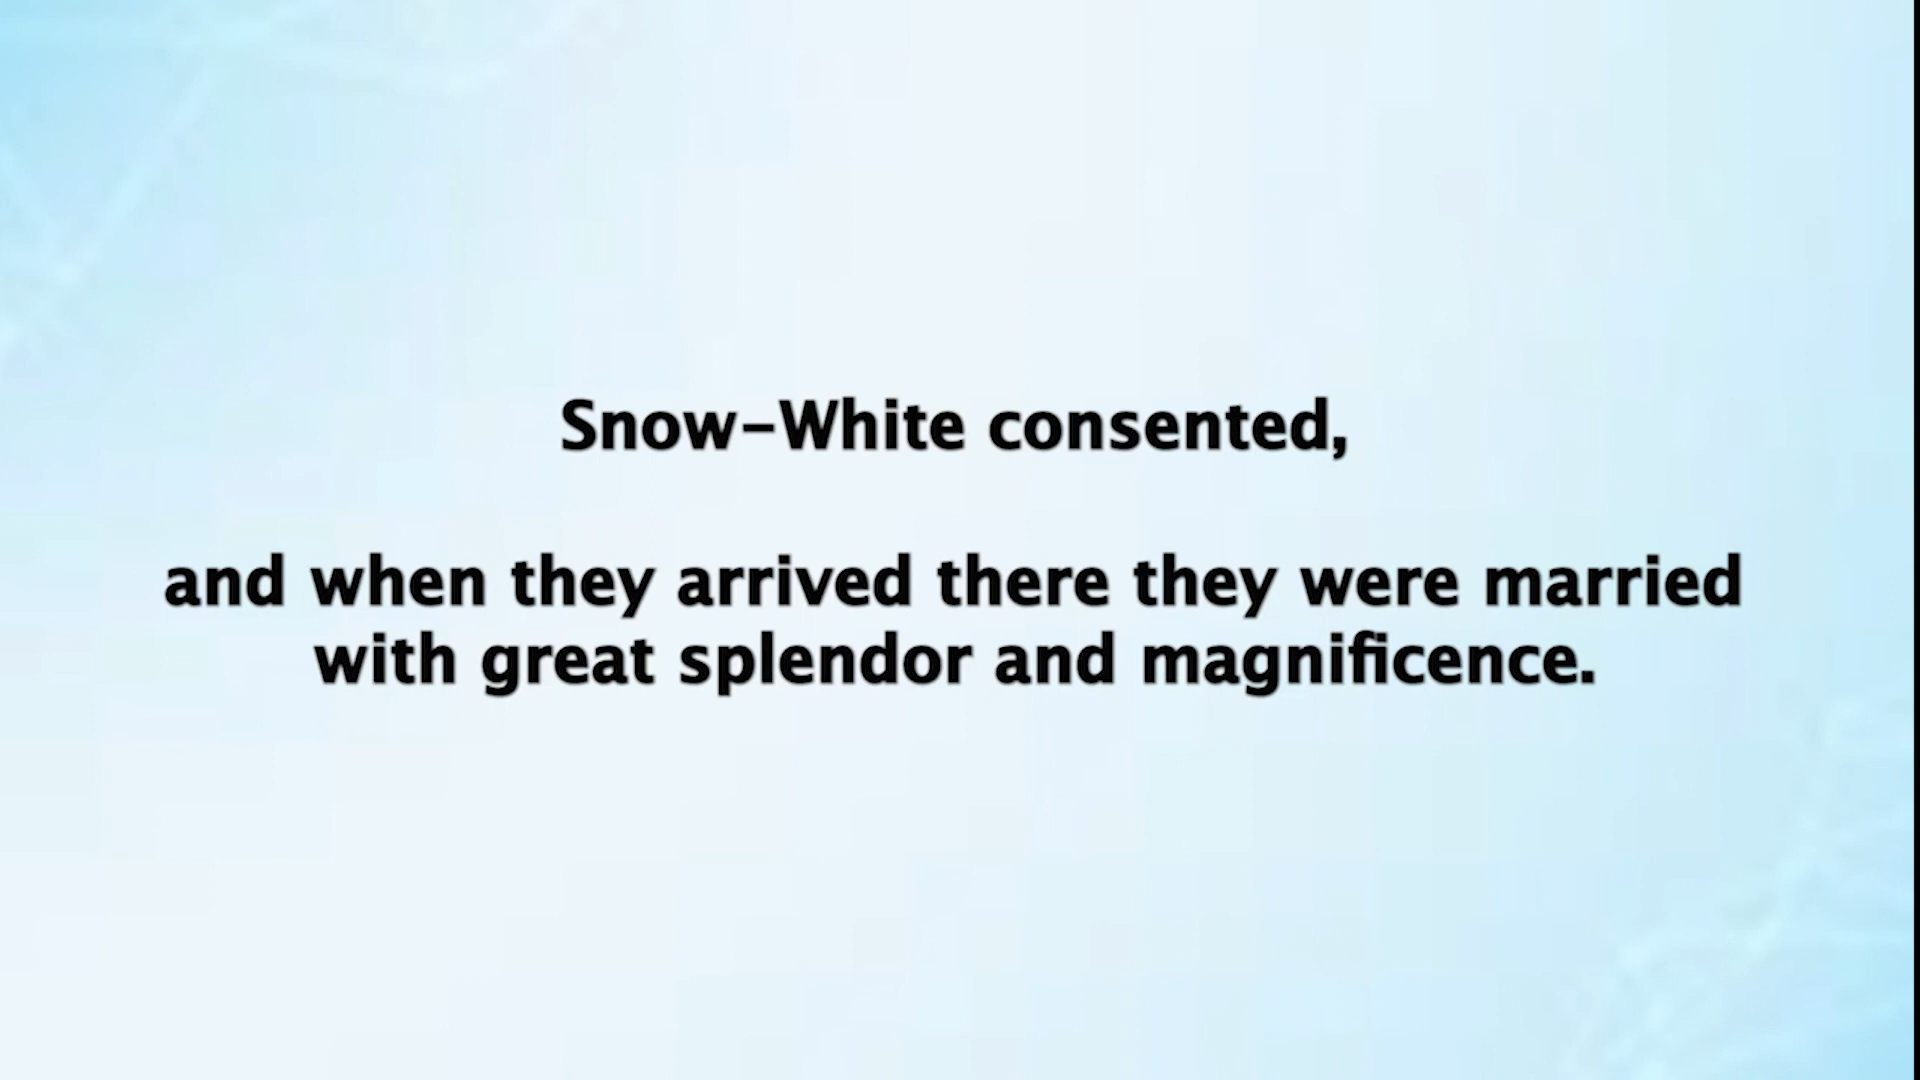 Snow-White consented,
and when they arrived there they were married
with great splendor and magnificence.